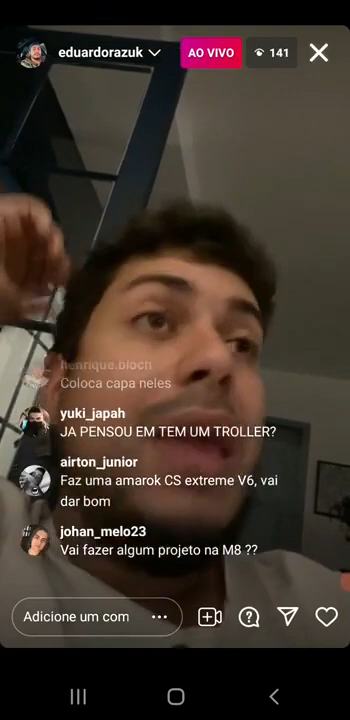 eduardorazuk
AO VIVO
141
henrique.bloch
Coloca capa neles
yuki_japah
JA PENSOU EM TEM UM TROLLER?
airton_junior
Faz uma amarok CS extreme V6, vai
dar bom
johan_melo23
Vai fazer algum projeto na M8 ??
Adicione um com